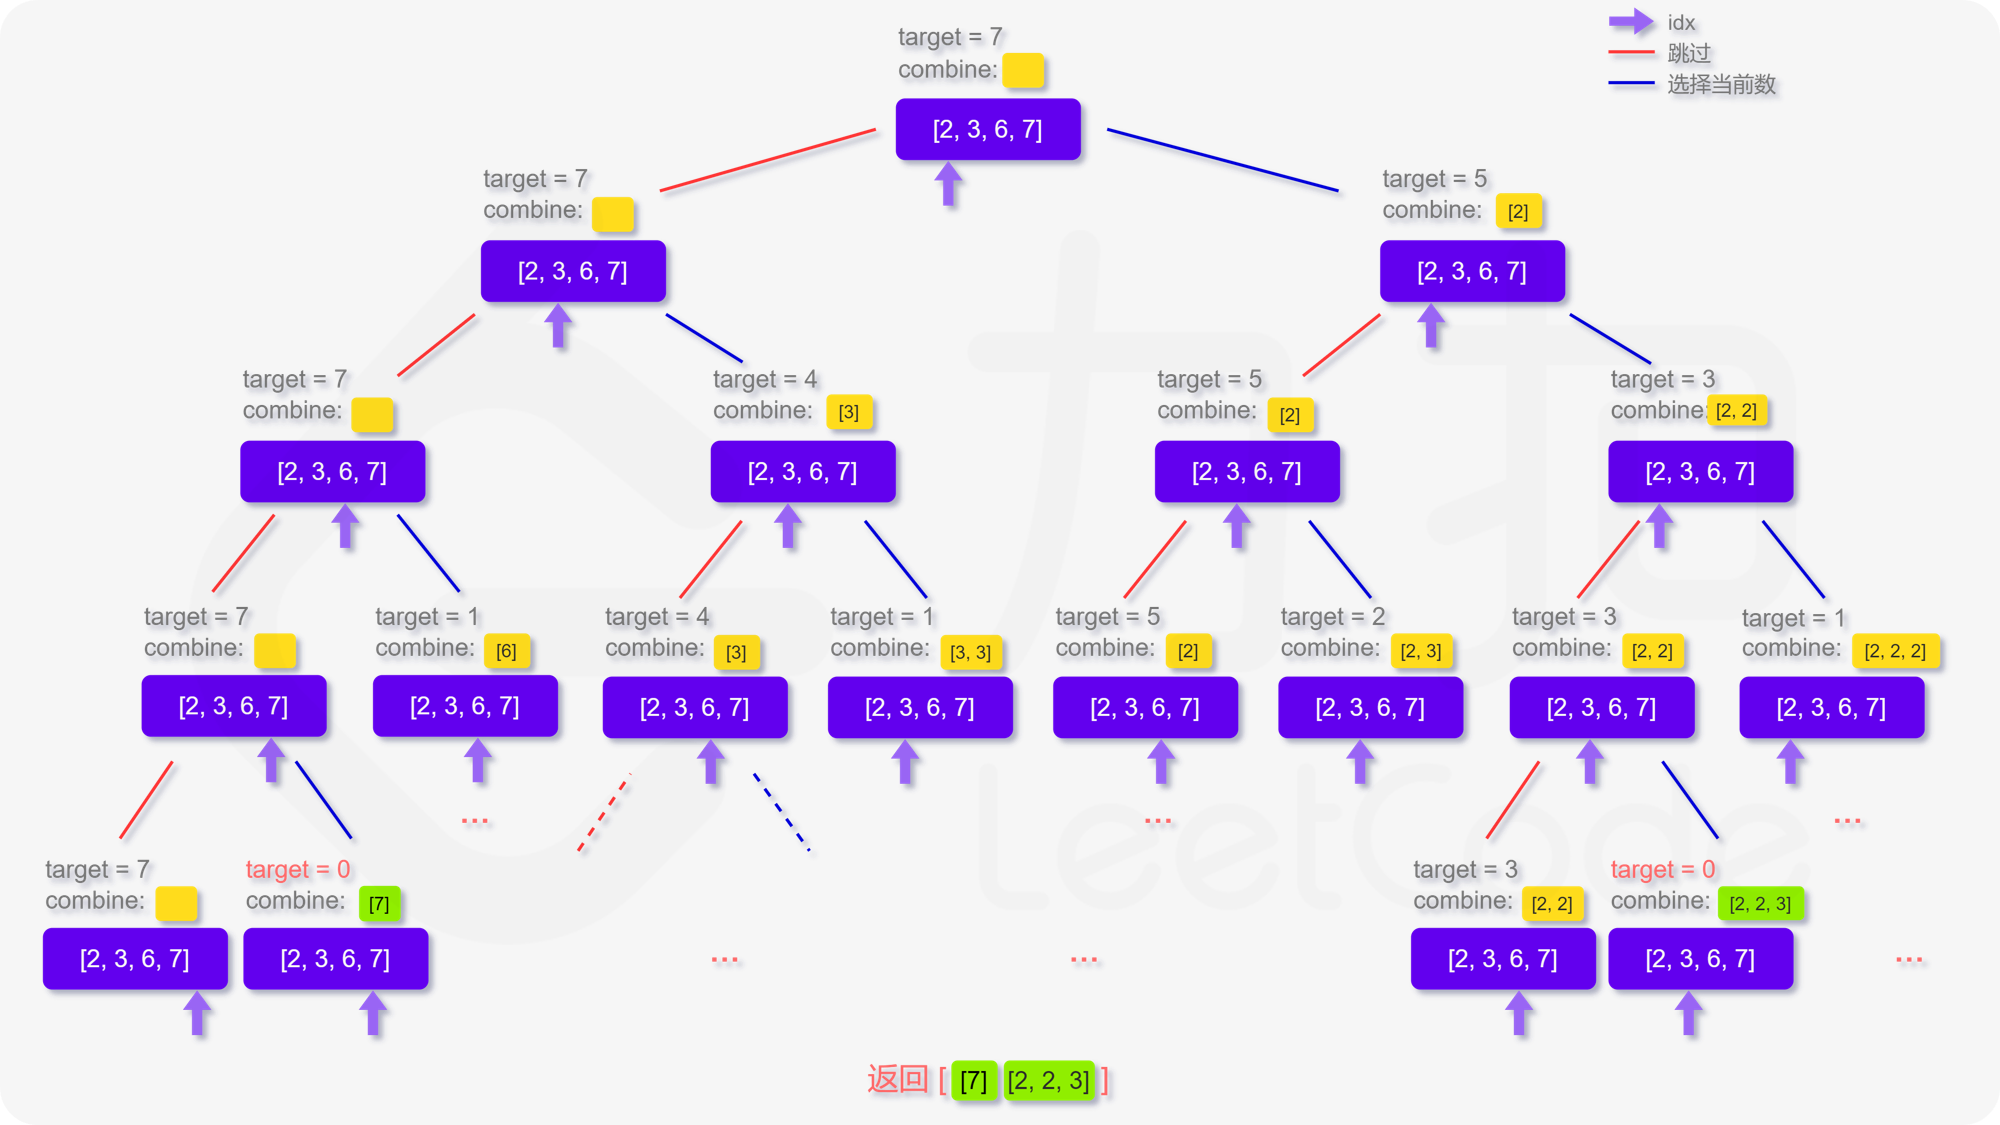 target = 7
combine:
[2, 3, 6, 7]
idx
跳过
选择当前数
target = 7
combine:
[2, 3, 6, 7]
target = 5
combine: [2]
[2, 3, 6, 7]
target = 7
combine:
[2, 3, 6, 7]
target = 4
combine: [3]
[2, 3, 6, 7]
target = 5
combine: [2]
[2, 3, 6, 7]
target = 3
combine: [2, 2]
[2, 3, 6, 7]
target = 7
combine:
[2, 3, 6, 7]
target = 1
combine: [6]
[2, 3, 6, 7]
...
target = 4
combine: [3]
[2, 3, 6, 7]
target = 1
combine: [3, 3]
[2, 3, 6, 7]
target = 5
combine: [2]
[2, 3, 6, 7]
...
target = 2
combine: [2, 3]
[2, 3, 6, 7]
target = 3
combine: [2, 2]
[2, 3, 6, 7]
target = 1
combine: [2, 2, 2]
[2, 3, 6, 7]
...
target = 7
combine:
[2, 3, 6, 7]
target = 0
combine: [7]
[2, 3, 6, 7]
...
...
target = 3
combine: [2, 2]
[2, 3, 6, 7]
target = 0
combine: [2, 2, 3]
[2, 3, 6, 7]
...
返回 [ [7] [2, 2, 3] ]
力扣
LeetCode